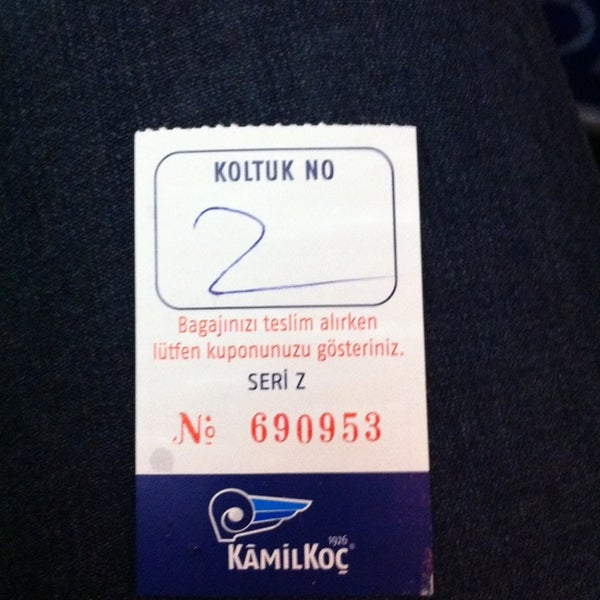 KOLTUK NO
2
Bagajınızı teslim alırken
lütfen kuponunuzu gösteriniz.
SERİ Z
№ 690953
1926
KÂMİLKOÇ®